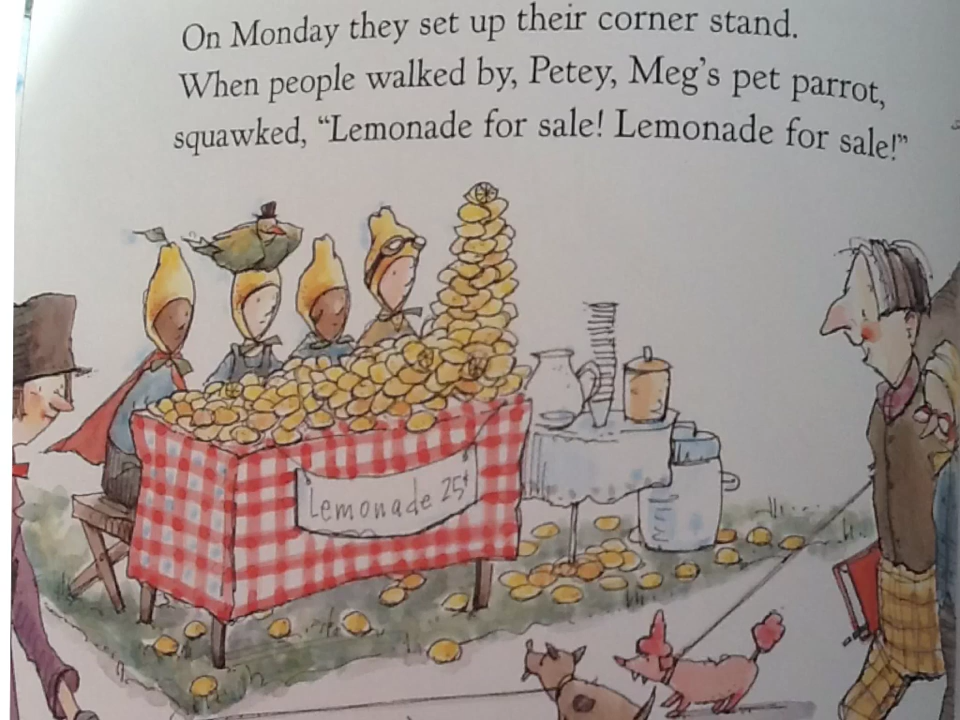 On Monday they set up their corner stand.
When people walked by, Petey, Meg's pet parrot,
squawked, “Lemonade for sale! Lemonade for sale!”
Lemonade 25¢